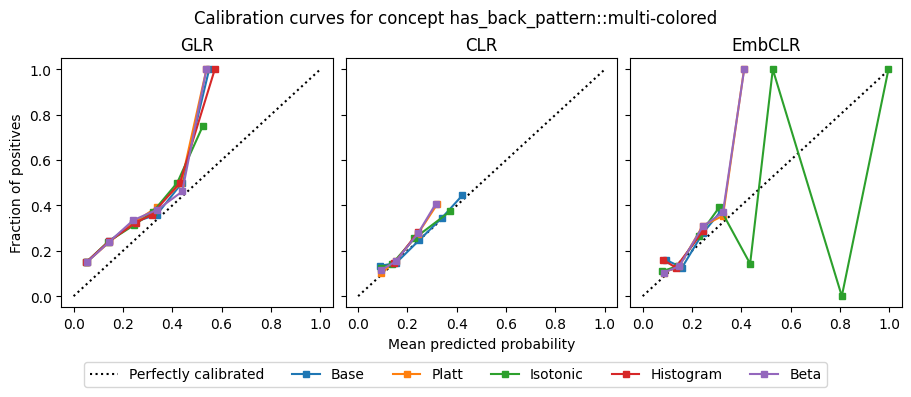 Calibration curves for concept has_back_pattern::multi-colored
GLR
CLR
EmbCLR
Fraction of positives
1.0
0.8
0.6
0.4
0.2
0.0
0.0 0.2 0.4 0.6 0.8 1.0
0.0 0.2 0.4 0.6 0.8 1.0
0.0 0.2 0.4 0.6 0.8 1.0
Mean predicted probability
Perfectly calibrated Base Platt Isotonic Histogram Beta